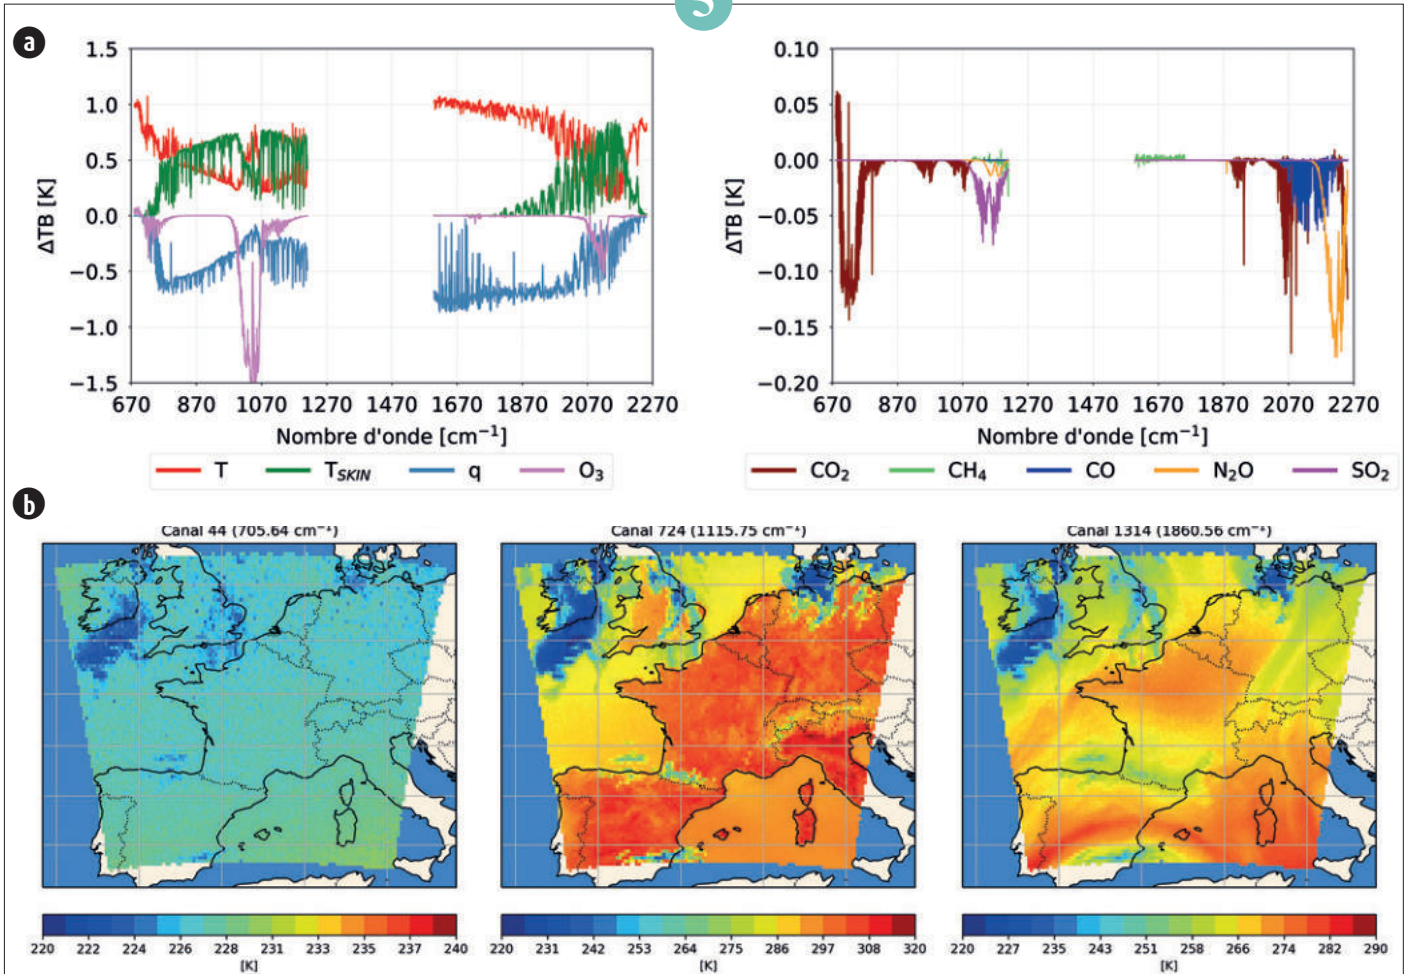 3
a
1.5
1.0
0.5
0.0
−0.5
−1.0
−1.5
ΔTB [K]
670 870 1070 1270 1470 1670 1870 2070 2270
Nombre d'onde [cm⁻¹]
T T_SKIN q O₃
0.10
0.05
0.00
−0.05
−0.10
−0.15
−0.20
ΔTB [K]
670 870 1070 1270 1470 1670 1870 2070 2270
Nombre d'onde [cm⁻¹]
CO₂ CH₄ CO N₂O SO₂
b
Canal 44 (705.64 cm⁻¹)
220 222 224 226 228 231 233 235 237 240
[K]
Canal 724 (1115.75 cm⁻¹)
220 231 242 253 264 275 286 297 308 320
[K]
Canal 1314 (1860.56 cm⁻¹)
220 227 235 243 251 258 266 274 282 290
[K]